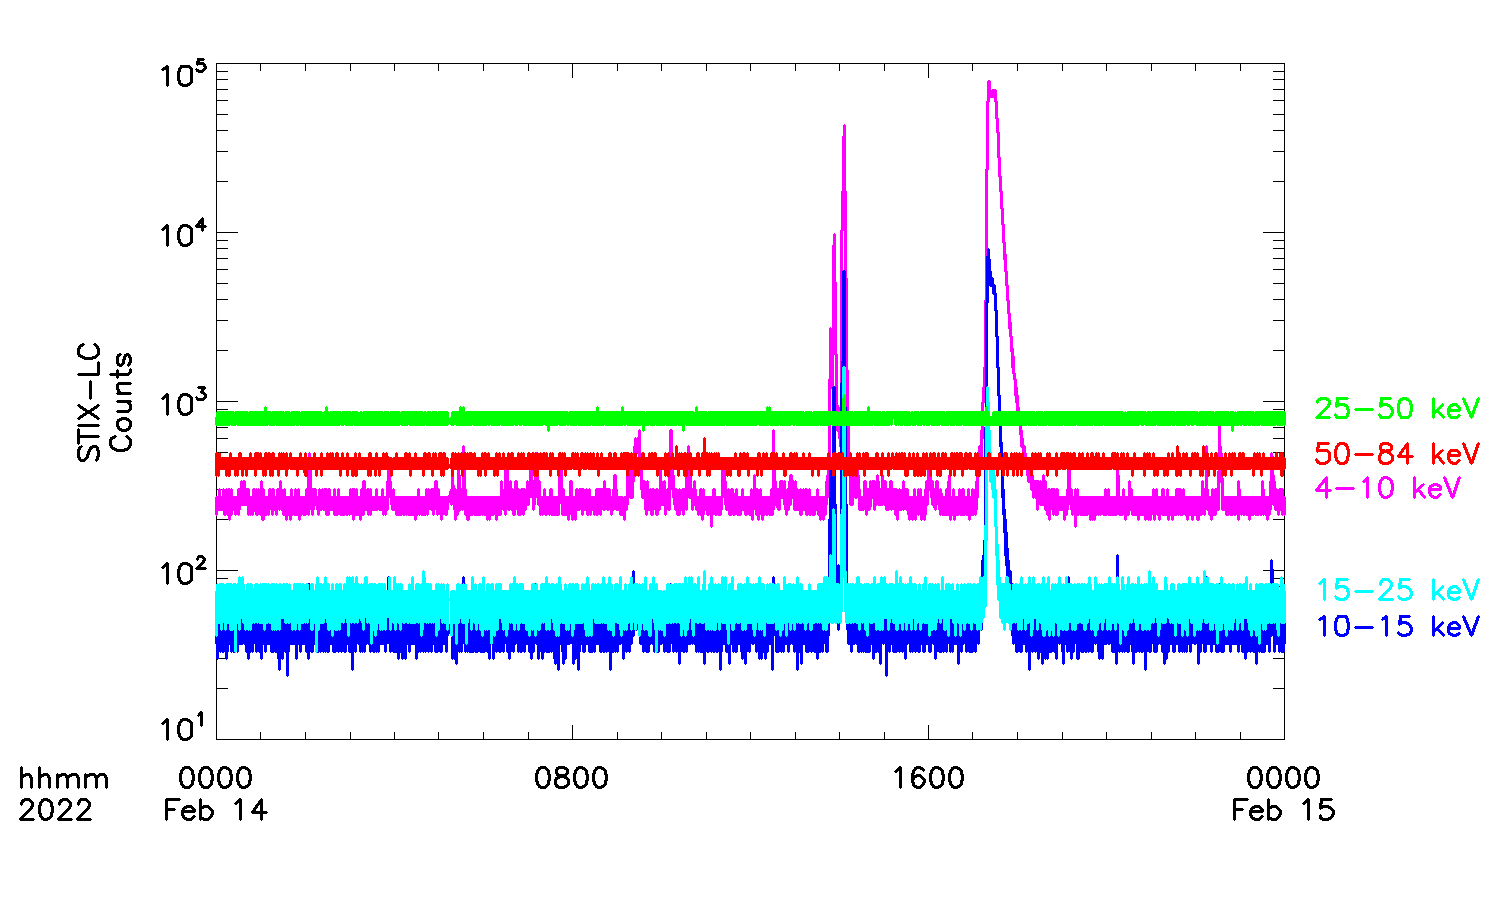 10^5
10^4
10^3
10^2
10^1
STIX-LC
Counts
25-50 keV
50-84 keV
4-10 keV
15-25 keV
10-15 keV
hhmm 0000 0800 1600 0000
2022 Feb 14 Feb 15